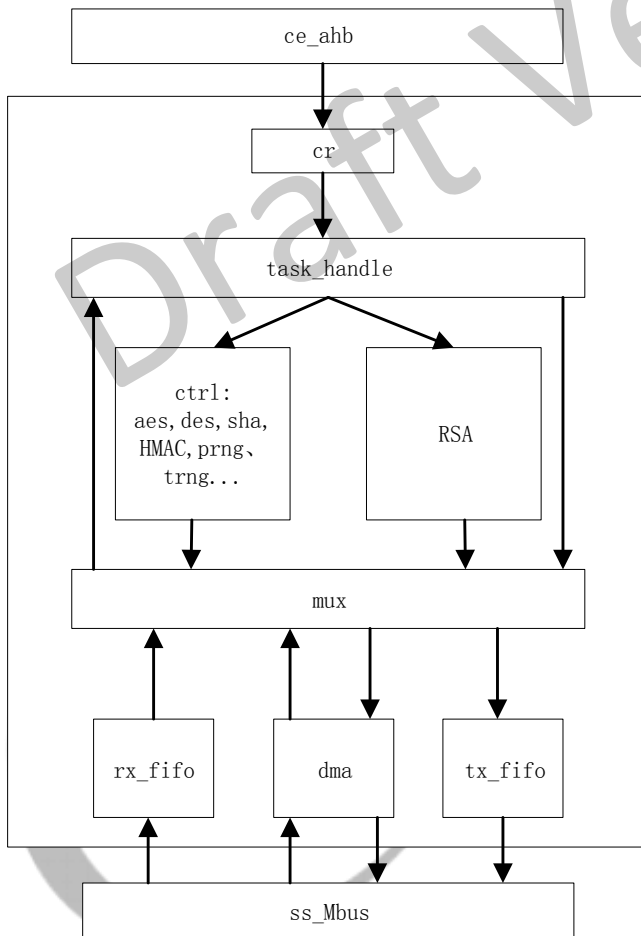 ce_ahb
cr
task_handle
ctrl:
aes,des,sha,
HMAC,prng、
trng...
RSA
mux
rx_fifo
dma
tx_fifo
ss_Mbus
Draft Ve